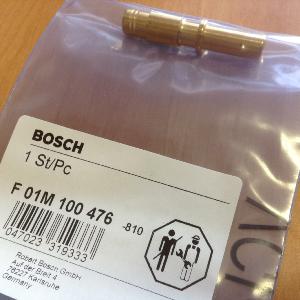 BOSCH
1 St/Pc
F 01M 100 476 -810
047023 319333
Robert Bosch GmbH
Auf der Breit 4
76227 Karlsruhe
Germany